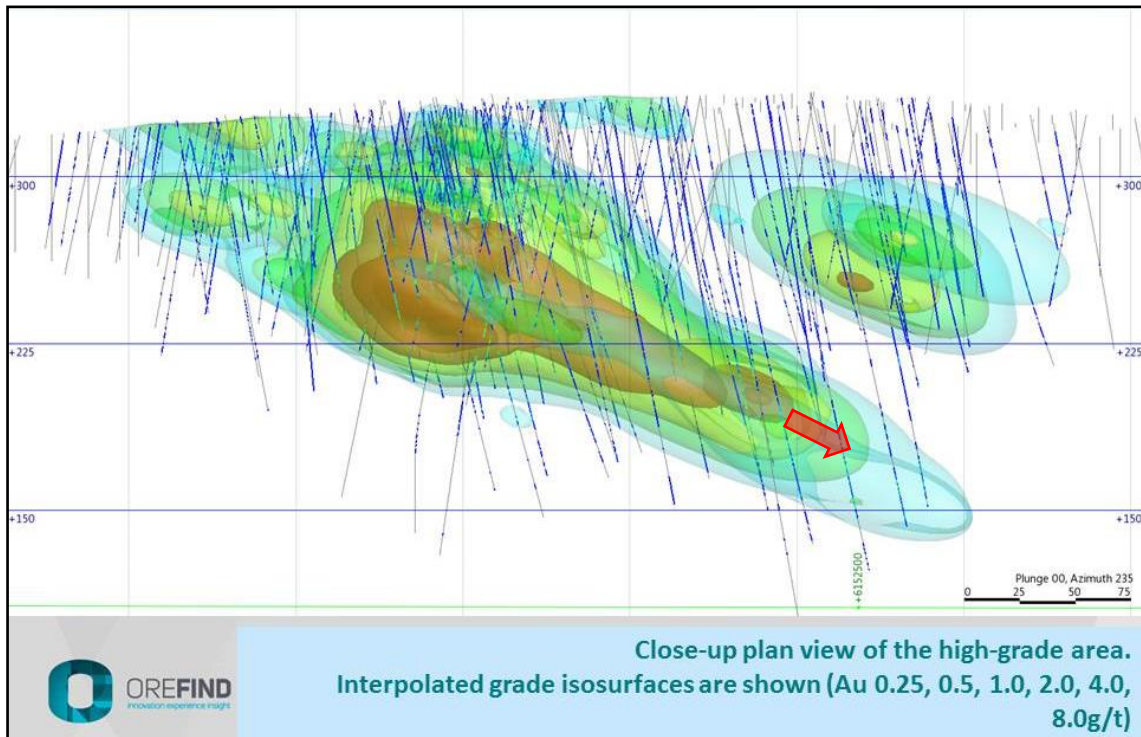 +300
+300
+225
+225
+150
+150
++6152500
Plunge 00, Azimuth 235
0 25 50 75
OREFIND
innovation experience insight
Close-up plan view of the high-grade area.
Interpolated grade isosurfaces are shown (Au 0.25, 0.5, 1.0, 2.0, 4.0,
8.0g/t)